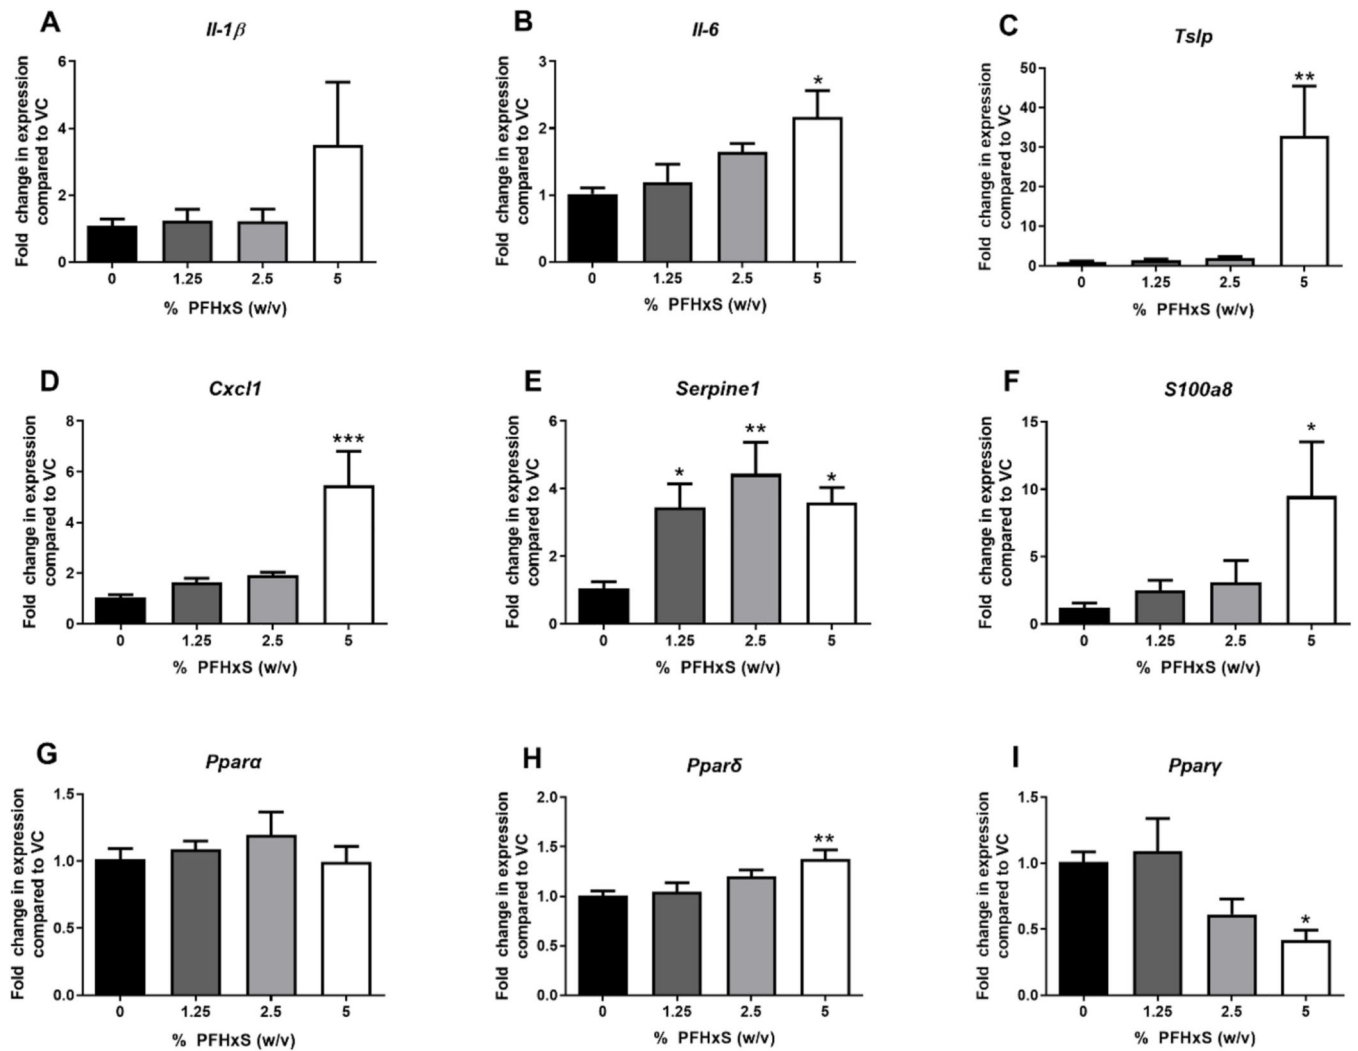 A
Il-1β
Fold change in expression
compared to VC
6
4
2
0
0 1.25 2.5 5
% PFHxS (w/v)
B
Il-6
Fold change in expression
compared to VC
3
2
1
0
*
0 1.25 2.5 5
% PFHxS (w/v)
C
Tslp
Fold change in expression
compared to VC
50
40
30
20
10
0
**
0 1.25 2.5 5
% PFHxS (w/v)
D
Cxcl1
Fold change in expression
compared to VC
8
6
4
2
0
***
0 1.25 2.5 5
% PFHxS (w/v)
E
Serpine1
Fold change in expression
compared to VC
6
4
2
0
* ** *
0 1.25 2.5 5
% PFHxS (w/v)
F
S100a8
Fold change in expression
compared to VC
15
10
5
0
*
0 1.25 2.5 5
% PFHxS (w/v)
G
Pparα
Fold change in expression
compared to VC
1.5
1.0
0.5
0.0
0 1.25 2.5 5
% PFHxS (w/v)
H
Pparδ
Fold change in expression
compared to VC
2.0
1.5
1.0
0.5
0.0
**
0 1.25 2.5 5
% PFHxS (w/v)
I
Pparγ
Fold change in expression
compared to VC
1.5
1.0
0.5
0.0
*
0 1.25 2.5 5
% PFHxS (w/v)